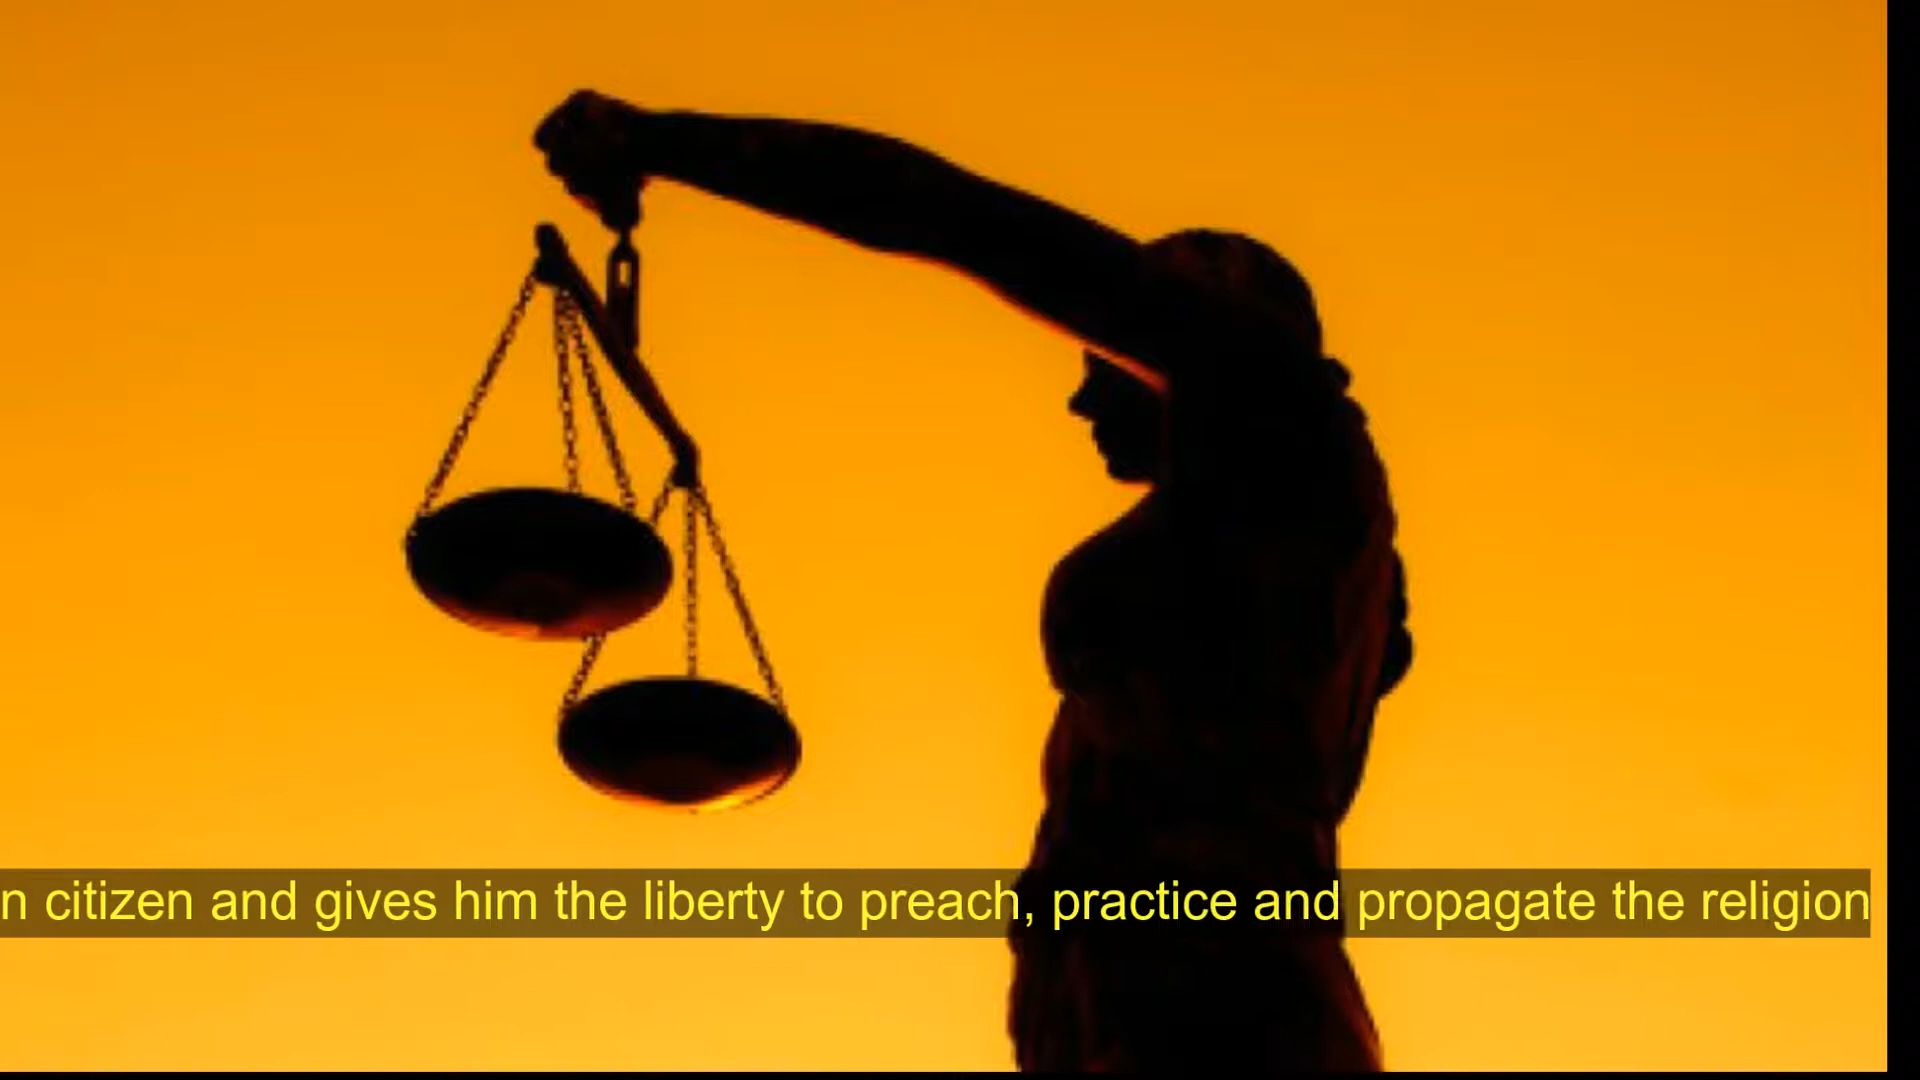 n citizen and gives him the liberty to preach, practice and propagate the religion